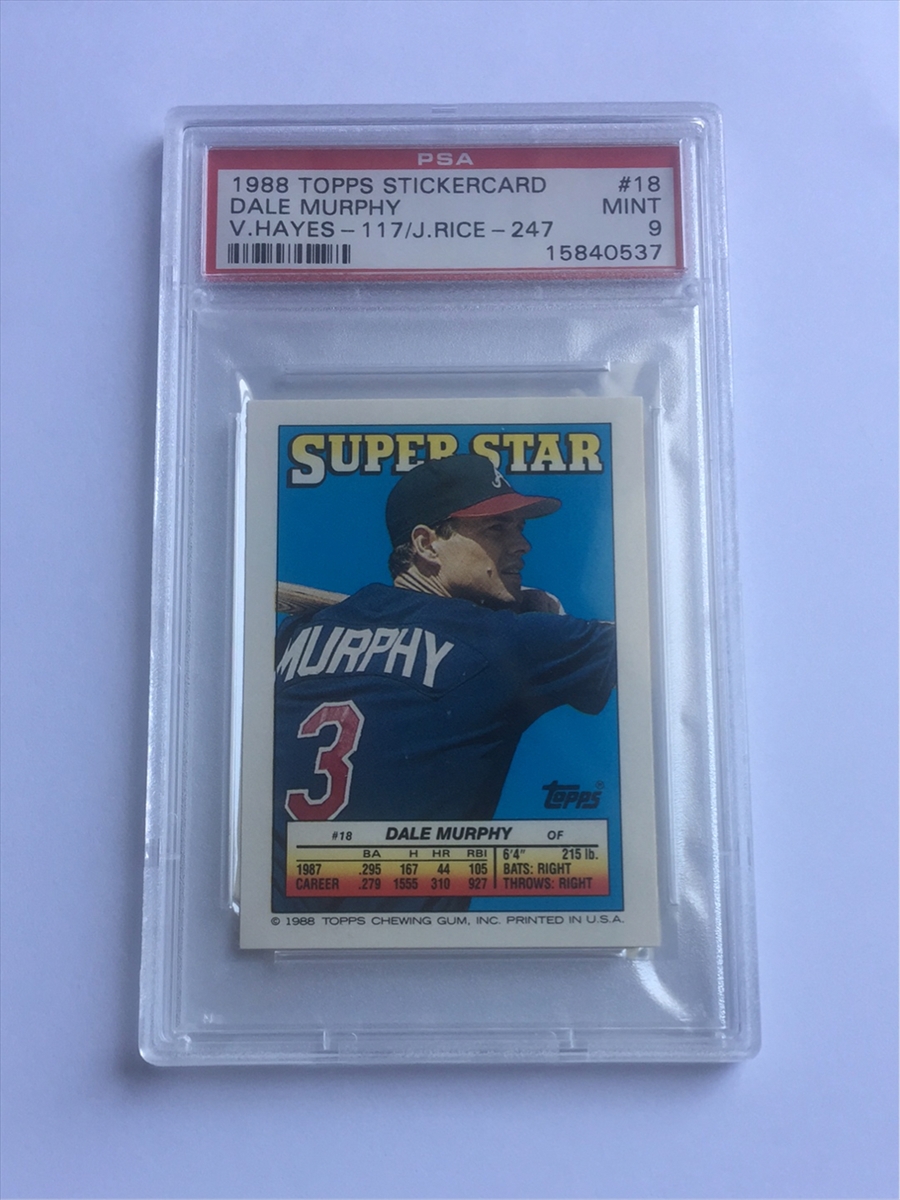 PSA
1988 TOPPS STICKERCARD #18
DALE MURPHY MINT
V.HAYES-117/J.RICE-247 9
15840537
SUPER STAR
A
MURPHY
3
Topps®
#18 DALE MURPHY OF
BA H HR RBI 6'4" 215 lb.
1987 .295 167 44 105 BATS: RIGHT
CAREER .279 1555 310 927 THROWS: RIGHT
© 1988 TOPPS CHEWING GUM, INC. PRINTED IN U.S.A.